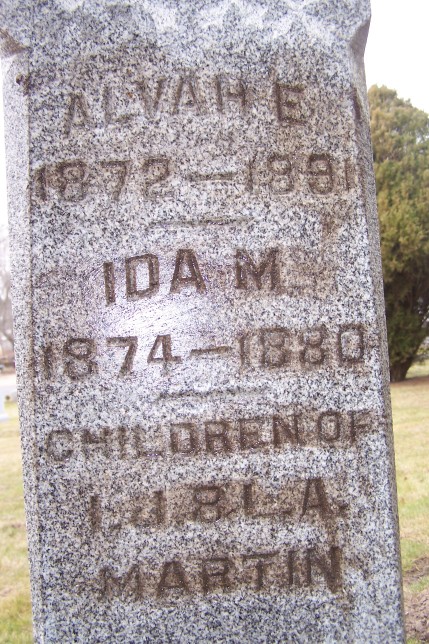 ALVAH E.
1872-1891
IDA M.
1874-1880
CHILDREN OF
I. J. & L. A.
MARTIN